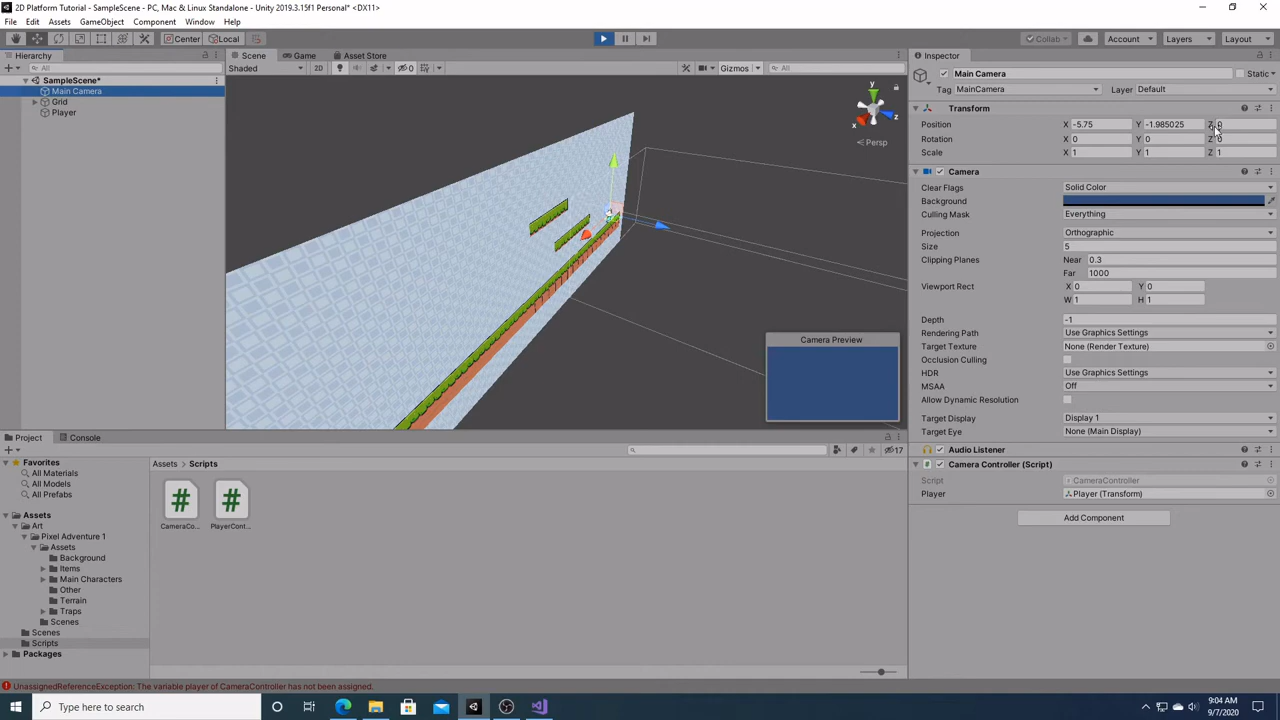 2D Platform Tutorial - SampleScene - PC, Mac & Linux Standalone - Unity 2019.3.15f1 Personal* <DX11>
File Edit Assets GameObject Component Window Help
Center Local Collab Account Layers Layout
Hierarchy
All
SampleScene*
Main Camera
Grid
Player
Scene Game Asset Store
Shaded 2D 0 Gizmos All
y
x
z
Persp
Camera Preview
Inspector
Main Camera Static
Tag MainCamera Layer Default
Transform
Position X -5.75 Y -1.985025 Z 0
Rotation X 0 Y 0 Z 0
Scale X 1 Y 1 Z 1
Camera
Clear Flags Solid Color
Background
Culling Mask Everything
Projection Orthographic
Size 5
Clipping Planes Near 0.3
Far 1000
Viewport Rect X 0 Y 0
W 1 H 1
Depth -1
Rendering Path Use Graphics Settings
Target Texture None (Render Texture)
Occlusion Culling
HDR Use Graphics Settings
MSAA Off
Allow Dynamic Resolution
Target Display Display 1
Target Eye None (Main Display)
Audio Listener
Camera Controller (Script)
Script CameraController
Player Player (Transform)
Add Component
Project Console
17
Favorites
All Materials
All Models
All Prefabs
Assets
Art
Pixel Adventure 1
Assets
Background
Items
Main Characters
Other
Terrain
Traps
Scenes
Scenes
Scripts
Packages
Assets Scripts
#
#
CameraCo...
PlayerCont...
UnassignedReferenceException: The variable player of CameraController has not been assigned.
Type here to search
9:04 AM
9/7/2020